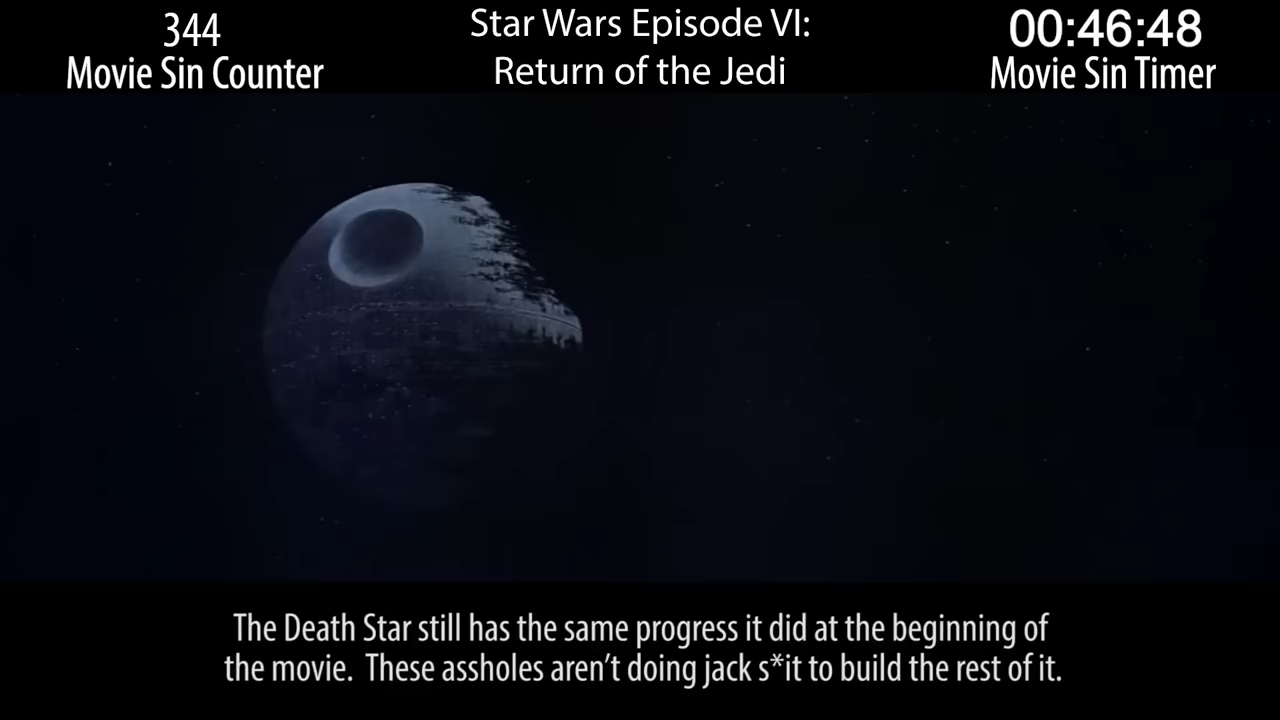 344
Movie Sin Counter
Star Wars Episode VI:
Return of the Jedi
00:46:48
Movie Sin Timer
The Death Star still has the same progress it did at the beginning of
the movie.  These assholes aren't doing jack s*it to build the rest of it.